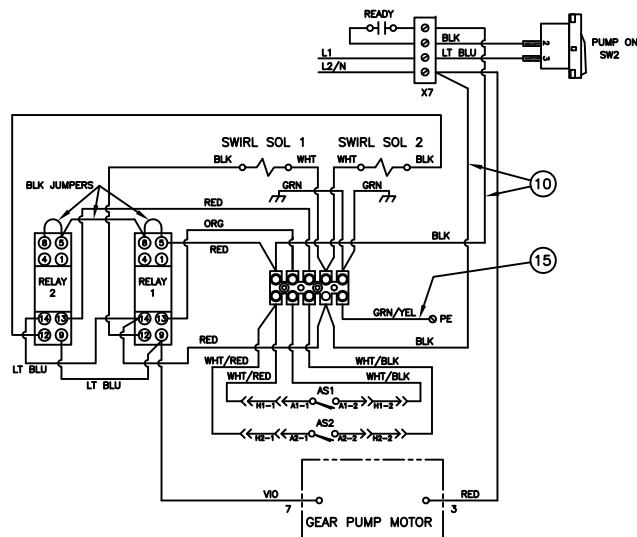 READY
BLK
PUMP ON
SW2
2
3
L1
LT BLU
L2/N
X7
SWIRL SOL 1
SWIRL SOL 2
BLK
WHT
WHT
BLK
10
BLK JUMPERS
RED
GRN
GRN
ORG
RED
BLK
8
5
8
5
4
1
4
1
RELAY
2
RELAY
1
15
14
13
14
13
GRN/YEL
PE
12
9
12
9
RED
BLK
WHT/RED
WHT/BLK
LT BLU
WHT/RED
WHT/BLK
LT BLU
AS1
H1-1
A1-1
A1-2
H1-2
AS2
H2-1
A2-1
A2-2
H2-2
VIO
RED
7
3
GEAR PUMP MOTOR